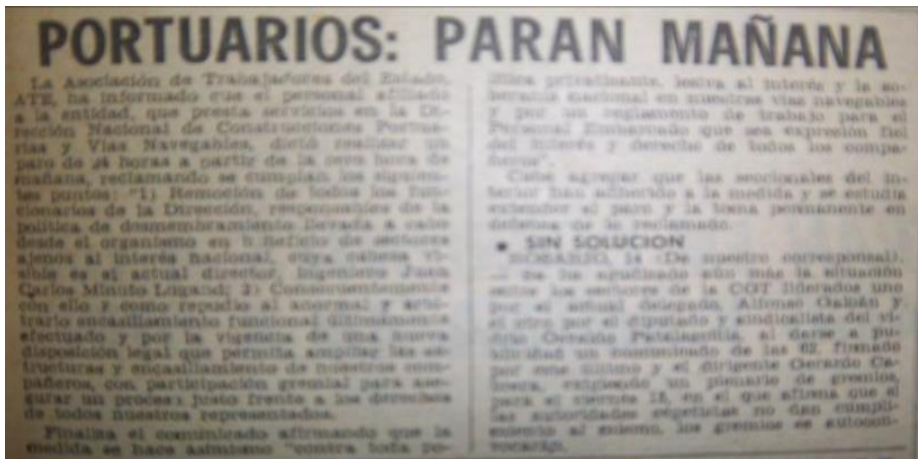 PORTUARIOS: PARAN MAÑANA
La Asociación de Trabajadores del Estado,
ATE, ha informado que el personal afiliado
a la entidad, que presta servicios en la Di-
rección Nacional de Construcciones Portua-
rias y Vías Navegables, dictó realizar un
paro de 24 horas a partir de la cero hora de
mañana, reclamando se cumplan los siguien-
tes puntos: "1) Remoción de todos los fun-
cionarios de la Dirección, responsables de la
política de desmembramiento llevada a cabo
desde el organismo en beneficio de sectores
ajenos al interés nacional, cuya cabeza vi-
sible es el actual director, ingeniero Juan
Carlos; 2) Consecuentemente
con ello y como repudio al anormal y arbi-
trario encasillamiento funcional últimamente
efectuado y por la vigencia de una nueva
disposición legal que permita ampliar las es-
tructuras y encasillamiento de nuestros com-
pañeros, con participación gremial para ase-
gurar un proceso justo frente a los derechos
de todos nuestros representados.
Finaliza el comunicado afirmando que la
medida se hace asimismo "contra toda po-
lítica privatizante, lesiva al interés y la so-
beranía nacional en nuestras vías navegables
y por un reglamento de trabajo para el
Personal Embarcado que sea expresión fiel
del interés y derecho de todos los compa-
ñeros".
Cabe agregar que las seccionales del in-
terior han adherido a la medida y se estudia
extender el paro y la toma permanente en
defensa de lo reclamado.
• SIN SOLUCION
ROSARIO, 14 (De nuestro corresponsal).
— Se ha agudizado aún más la situación
entre los sectores de la CGT liderados uno
por el actual delegado, Alfonso Galván y
el otro por el diputado y sindicalista del vi-
drio, al darse a pu-
blicidad un comunicado de las 62, firmado
por este último y el dirigente Gerardo Ca-
brera, exigiendo un plenario de gremios,
para el viernes 18, en el que afirma que si
las autoridades cegetistas no dan cumpli-
miento al mismo, los gremios se autocon-
vocarán.